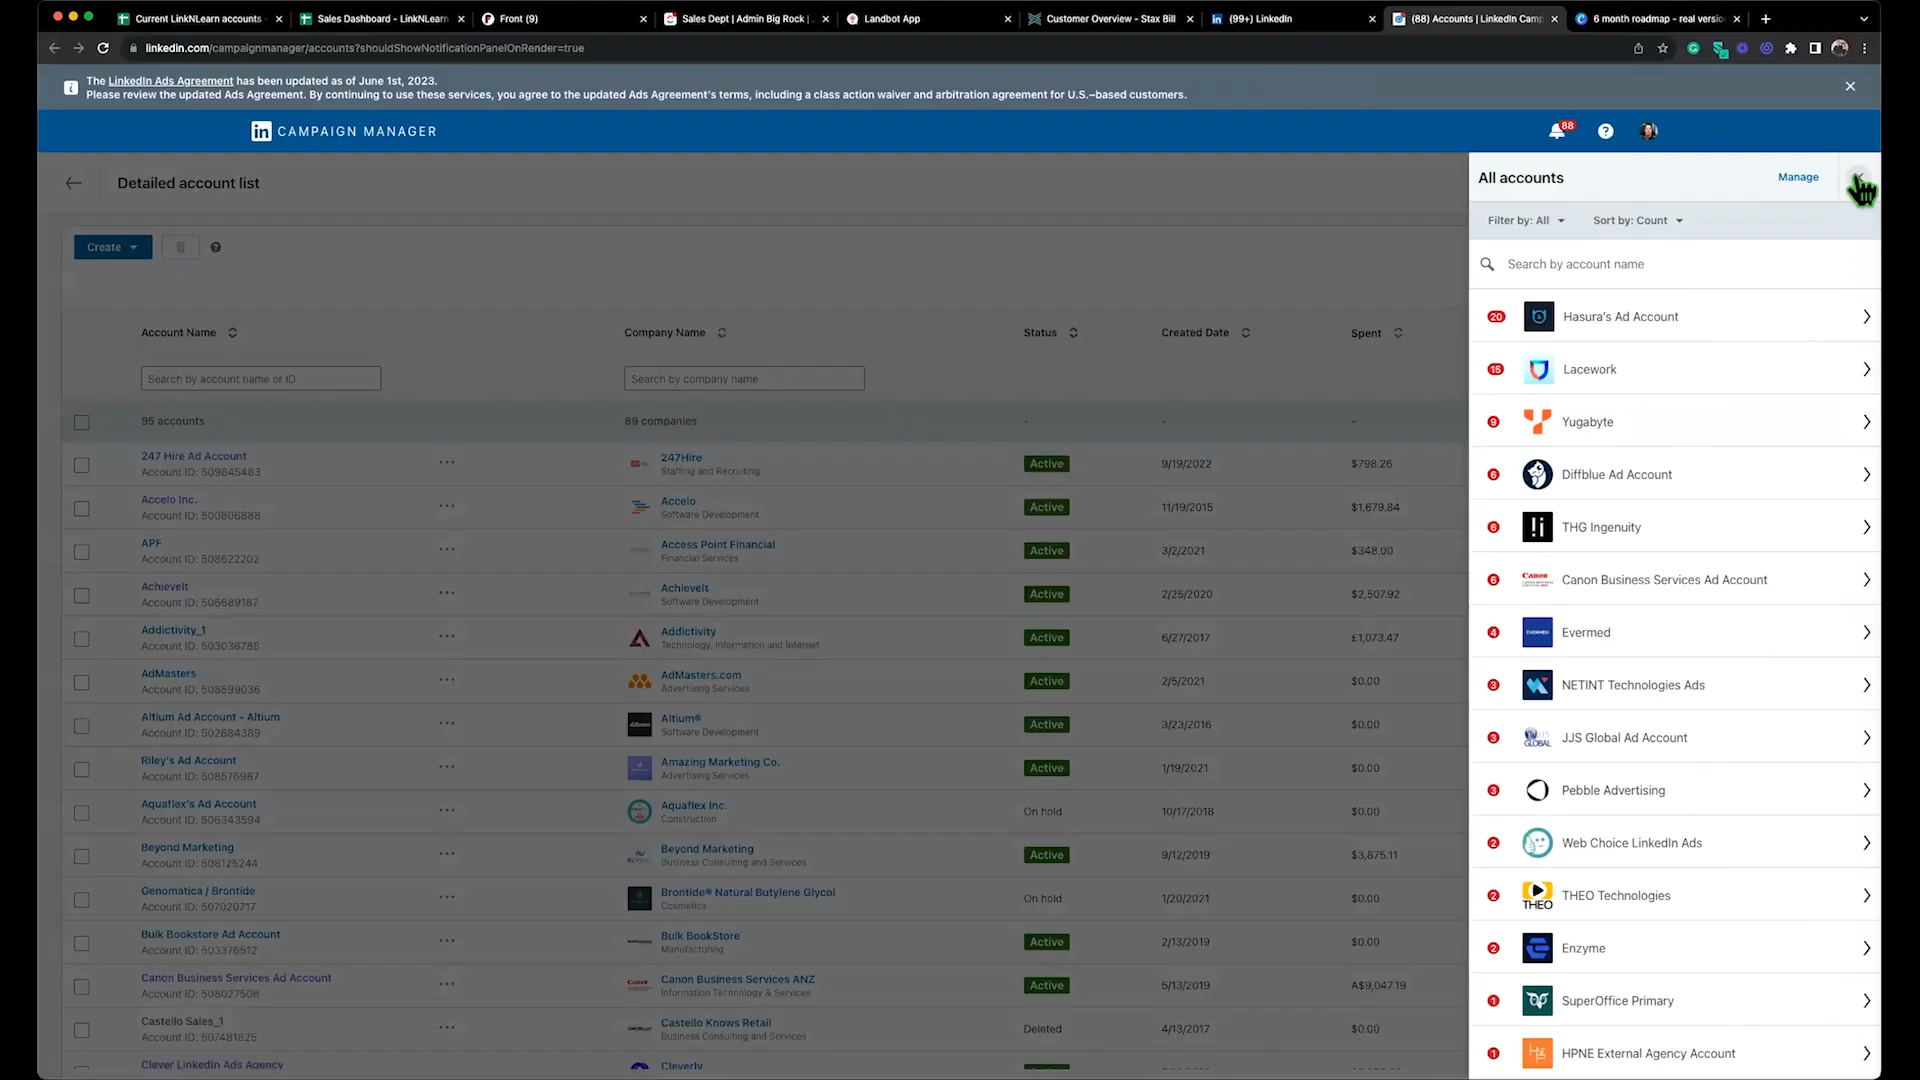 Current LinkNLearn accounts
Sales Dashboard - LinkNLearn
Front (9)
Sales Dept | Admin Big Rock |
Landbot App
Customer Overview - Stax Bill
(99+) LinkedIn
(88) Accounts | LinkedIn Cam
6 month roadmap - real versio
linkedin.com/campaignmanager/accounts?shouldShowNotificationPanelOnRender=true
The LinkedIn Ads Agreement has been updated as of June 1st, 2023.
Please review the updated Ads Agreement. By continuing to use these services, you agree to the updated Ads Agreement's terms, including a class action waiver and arbitration agreement for U.S.-based customers.
in CAMPAIGN MANAGER
88
Detailed account list
Create
Account Name
Company Name
Status
Created Date
Spent
Search by account name or ID
Search by company name
95 accounts
89 companies
- - -
247 Hire Ad Account
Account ID: 509845483
247Hire
Staffing and Recruiting
Active
9/19/2022
$798.26
Accelo Inc.
Account ID: 500806888
Accelo
Software Development
Active
11/19/2015
$1,679.84
APF
Account ID: 508622202
Access Point Financial
Financial Services
Active
3/2/2021
$348.00
AchieveIt
Account ID: 506689187
AchieveIt
Software Development
Active
2/25/2020
$2,507.92
Addictivity_1
Account ID: 503038788
Addictivity
Technology, Information and Internet
Active
6/27/2017
£1,073.47
AdMasters
Account ID: 508599036
AdMasters.com
Advertising Services
Active
2/5/2021
$0.00
Altium Ad Account - Altium
Account ID: 502684389
Altium®
Software Development
Active
3/23/2016
$0.00
Riley's Ad Account
Account ID: 508576987
Amazing Marketing Co.
Advertising Services
Active
1/19/2021
$0.00
Aquaflex's Ad Account
Account ID: 506343594
Aquaflex Inc.
Construction
On hold
10/17/2018
$0.00
Beyond Marketing
Account ID: 508125244
Beyond Marketing
Business Consulting and Services
Active
9/12/2019
$3,875.11
Genomatica / Brontide
Account ID: 507020717
Brontide® Natural Butylene Glycol
Cosmetics
On hold
1/20/2021
$0.00
Bulk Bookstore Ad Account
Account ID: 503376512
Bulk BookStore
Manufacturing
Active
2/13/2019
$0.00
Canon Business Services Ad Account
Account ID: 508027506
Canon Business Services ANZ
Information Technology & Services
Active
5/13/2019
A$9,047.19
Castello Sales_1
Account ID: 507481825
Castello Knows Retail
Business Consulting and Services
Deleted
4/13/2017
$0.00
Clever LinkedIn Ads Agency
Cleverly
All accounts
Manage
Filter by: All
Sort by: Count
Search by account name
20 Hasura's Ad Account
15 Lacework
9 Yugabyte
6 Diffblue Ad Account
6 THG Ingenuity
6 Canon Canon Business Services Ad Account
4 EVERMED Evermed
3 NETINT Technologies Ads
3 JJS GLOBAL JJS Global Ad Account
3 Pebble Advertising
2 Web Choice LinkedIn Ads
2 THEO THEO Technologies
2 Enzyme
1 SuperOffice Primary
1 HPNE External Agency Account